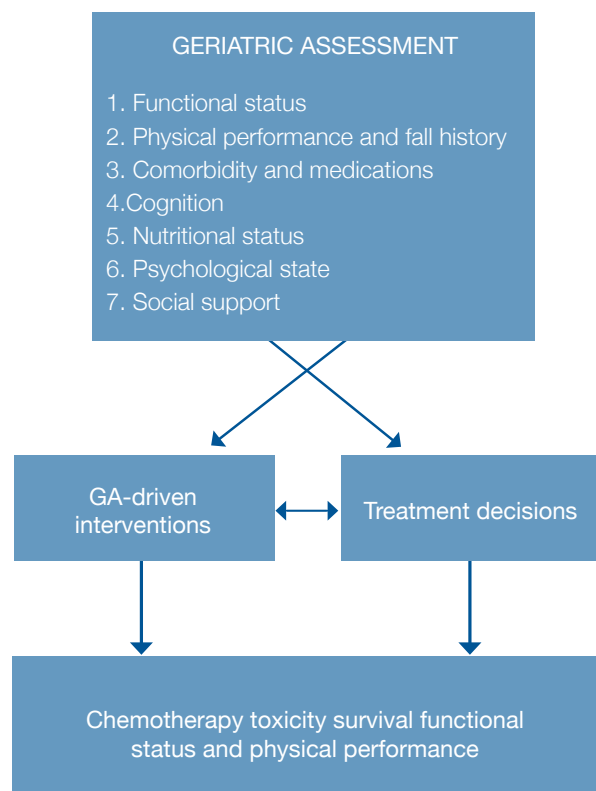 GERIATRIC ASSESSMENT
1. Functional status
2. Physical performance and fall history
3. Comorbidity and medications
4.Cognition
5. Nutritional status
6. Psychological state
7. Social support
GA-driven
interventions
Treatment decisions
Chemotherapy toxicity survival functional
status and physical performance